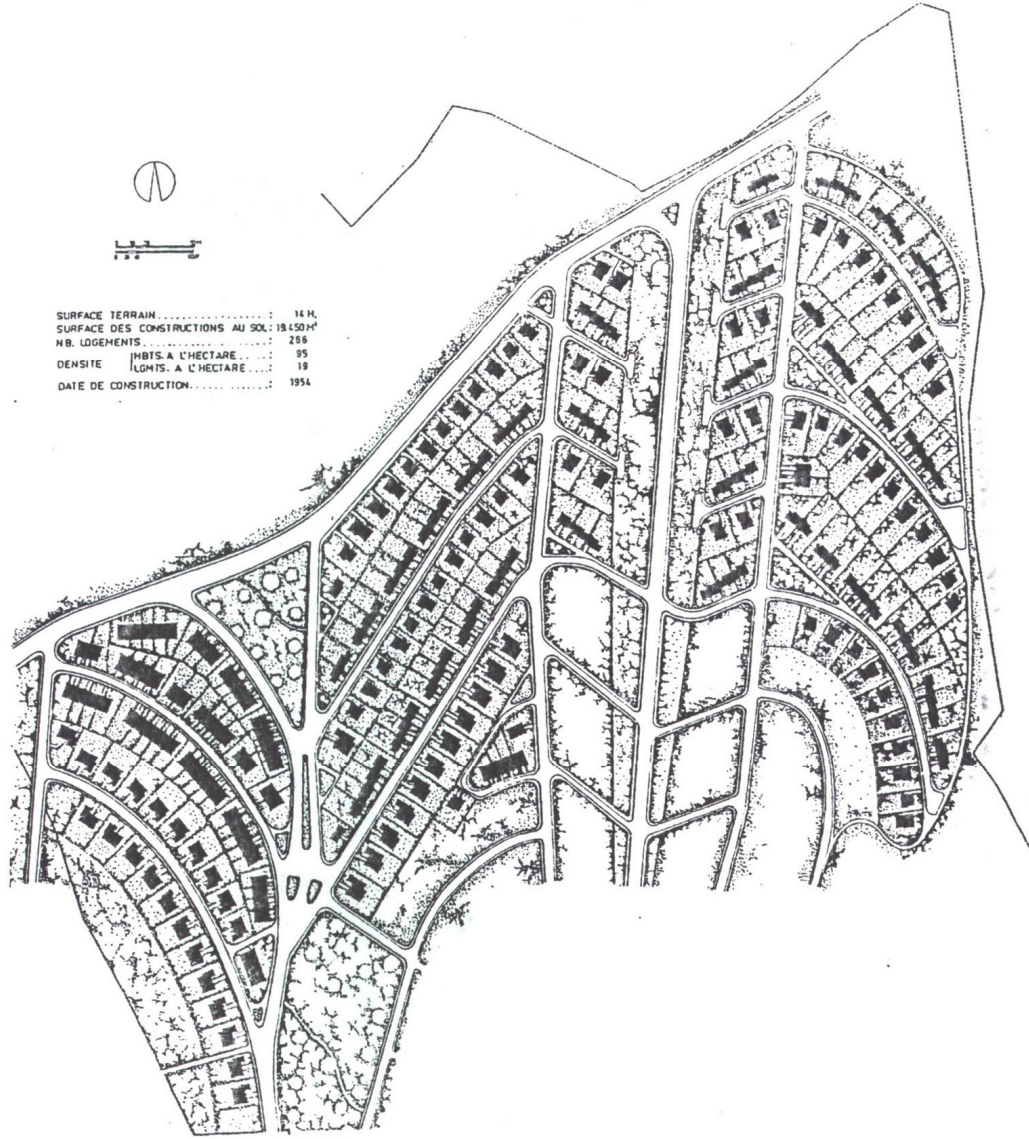 SURFACE TERRAIN....................: 14 H.
SURFACE DES CONSTRUCTIONS AU SOL: 19.450 M²
NB. LOGEMENTS.....................: 266
DENSITE HBTS. A L'HECTARE.....: 95
LGMTS. A L'HECTARE....: 19
DATE DE CONSTRUCTION............: 1954